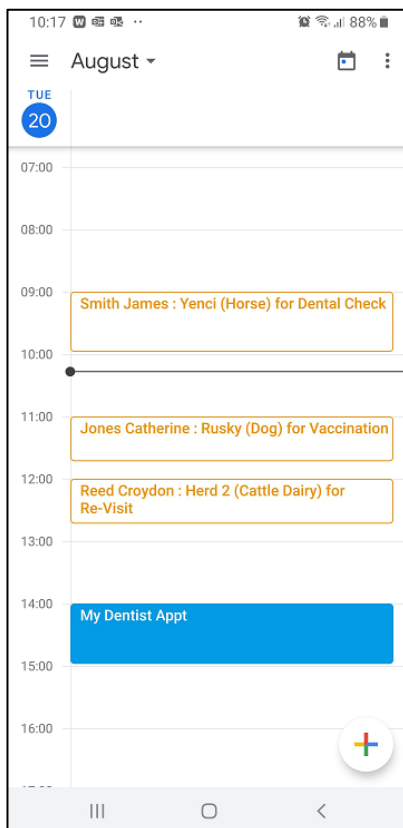 10:17 88%
August
TUE
20
07:00
08:00
09:00
Smith James : Yenci (Horse) for Dental Check
10:00
11:00
Jones Catherine : Rusky (Dog) for Vaccination
12:00
Reed Croydon : Herd 2 (Cattle Dairy) for
Re-Visit
13:00
14:00
My Dentist Appt
15:00
16:00